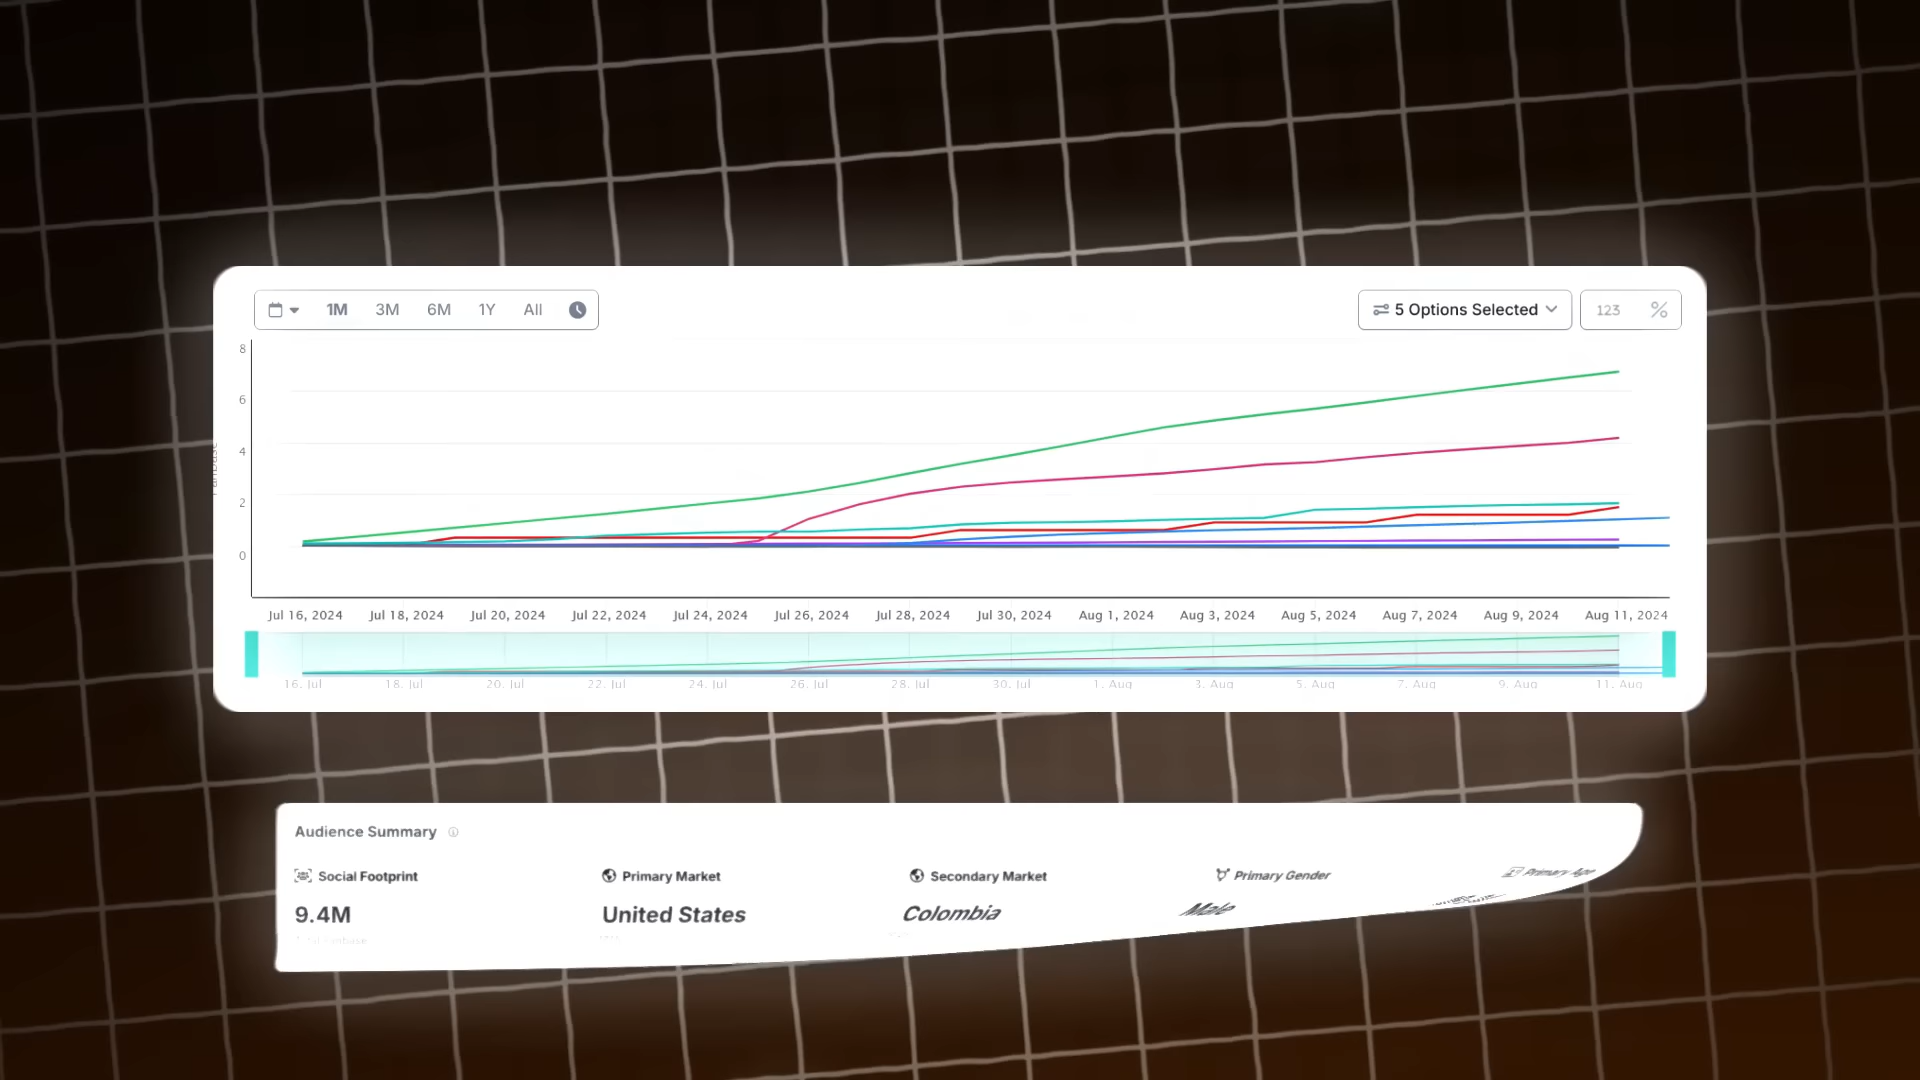 1M 3M 6M 1Y All
5 Options Selected
123 %
8
6
4
2
0
Jul 16, 2024 Jul 18, 2024 Jul 20, 2024 Jul 22, 2024 Jul 24, 2024 Jul 26, 2024 Jul 28, 2024 Jul 30, 2024 Aug 1, 2024 Aug 3, 2024 Aug 5, 2024 Aug 7, 2024 Aug 9, 2024 Aug 11, 2024
16. Jul 18. Jul 20. Jul 22. Jul 24. Jul 26. Jul 28. Jul 30. Jul 1. Aug 3. Aug 5. Aug 7. Aug 9. Aug 11. Aug
Audience Summary
Social Footprint Primary Market Secondary Market Primary Gender Primary Age
9.4M United States Colombia Male